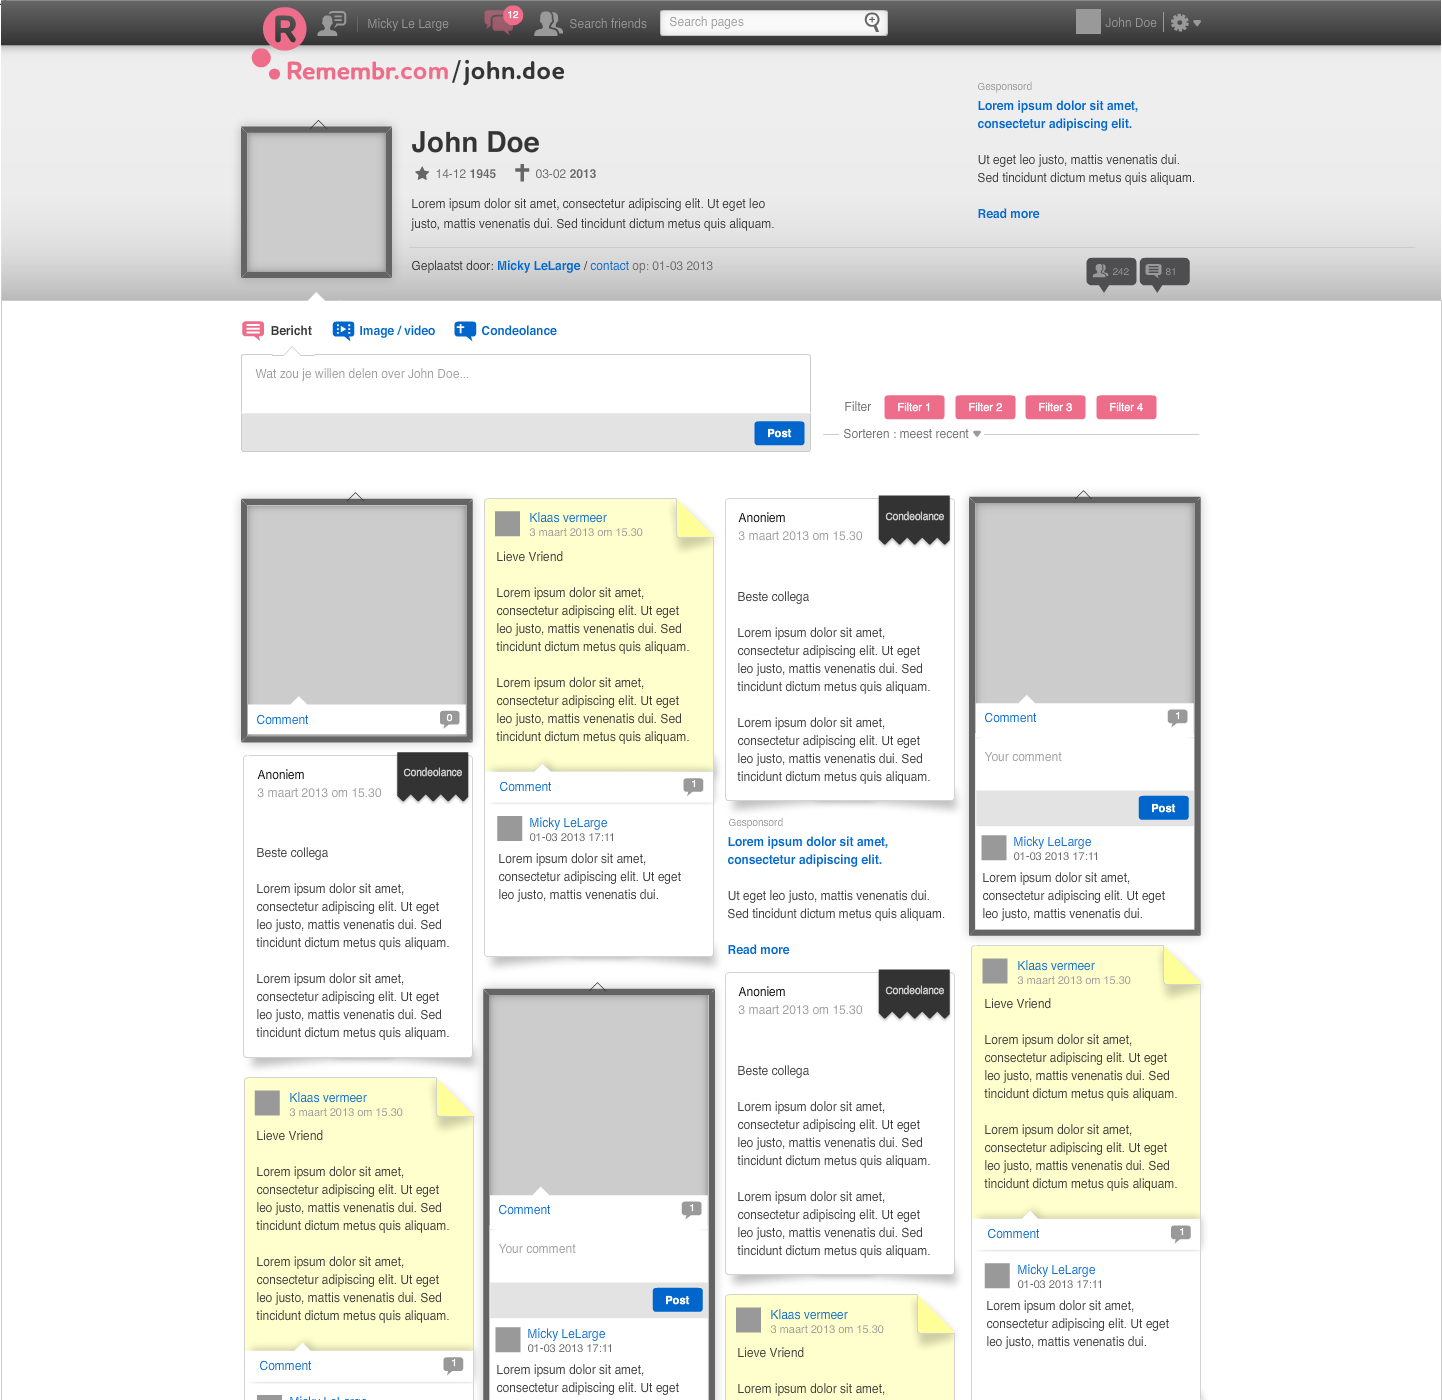 R
Micky Le Large
12
Search friends
Search pages
John Doe
Remembr.com/john.doe
Gesponsord
Lorem ipsum dolor sit amet,
consectetur adipiscing elit.
Ut eget leo justo, mattis venenatis dui.
Sed tincidunt dictum metus quis aliquam.
Read more
John Doe
14-12 1945
03-02 2013
Lorem ipsum dolor sit amet, consectetur adipiscing elit. Ut eget leo
justo, mattis venenatis dui. Sed tincidunt dictum metus quis aliquam.
Geplaatst door: Micky LeLarge / contact op: 01-03 2013
242
81
Bericht
Image / video
Condeolance
Wat zou je willen delen over John Doe...
Post
Filter
Filter 1
Filter 2
Filter 3
Filter 4
Sorteren : meest recent
Comment
0
Anoniem
3 maart 2013 om 15.30
Condeolance
Beste collega
Lorem ipsum dolor sit amet,
consectetur adipiscing elit. Ut eget
leo justo, mattis venenatis dui. Sed
tincidunt dictum metus quis aliquam.
Lorem ipsum dolor sit amet,
consectetur adipiscing elit. Ut eget
leo justo, mattis venenatis dui. Sed
tincidunt dictum metus quis aliquam.
Klaas vermeer
3 maart 2013 om 15.30
Lieve Vriend
Lorem ipsum dolor sit amet,
consectetur adipiscing elit. Ut eget
leo justo, mattis venenatis dui. Sed
tincidunt dictum metus quis aliquam.
Lorem ipsum dolor sit amet,
consectetur adipiscing elit. Ut eget
leo justo, mattis venenatis dui. Sed
tincidunt dictum metus quis aliquam.
Comment
1
Micky LeLarge
Klaas vermeer
3 maart 2013 om 15.30
Lieve Vriend
Lorem ipsum dolor sit amet,
consectetur adipiscing elit. Ut eget
leo justo, mattis venenatis dui. Sed
tincidunt dictum metus quis aliquam.
Lorem ipsum dolor sit amet,
consectetur adipiscing elit. Ut eget
leo justo, mattis venenatis dui. Sed
tincidunt dictum metus quis aliquam.
Comment
1
Micky LeLarge
01-03 2013 17:11
Lorem ipsum dolor sit amet,
consectetur adipiscing elit. Ut eget
leo justo, mattis venenatis dui.
Comment
1
Your comment
Post
Micky LeLarge
01-03 2013 17:11
Lorem ipsum dolor sit amet,
consectetur adipiscing elit. Ut eget
Anoniem
3 maart 2013 om 15.30
Condeolance
Beste collega
Lorem ipsum dolor sit amet,
consectetur adipiscing elit. Ut eget
leo justo, mattis venenatis dui. Sed
tincidunt dictum metus quis aliquam.
Lorem ipsum dolor sit amet,
consectetur adipiscing elit. Ut eget
leo justo, mattis venenatis dui. Sed
tincidunt dictum metus quis aliquam.
Gesponsord
Lorem ipsum dolor sit amet,
consectetur adipiscing elit.
Ut eget leo justo, mattis venenatis dui.
Sed tincidunt dictum metus quis aliquam.
Read more
Anoniem
3 maart 2013 om 15.30
Condeolance
Beste collega
Lorem ipsum dolor sit amet,
consectetur adipiscing elit. Ut eget
leo justo, mattis venenatis dui. Sed
tincidunt dictum metus quis aliquam.
Lorem ipsum dolor sit amet,
consectetur adipiscing elit. Ut eget
leo justo, mattis venenatis dui. Sed
tincidunt dictum metus quis aliquam.
Klaas vermeer
3 maart 2013 om 15.30
Lieve Vriend
Lorem ipsum dolor sit amet,
Comment
1
Your comment
Post
Micky LeLarge
01-03 2013 17:11
Lorem ipsum dolor sit amet,
consectetur adipiscing elit. Ut eget
leo justo, mattis venenatis dui.
Klaas vermeer
3 maart 2013 om 15.30
Lieve Vriend
Lorem ipsum dolor sit amet,
consectetur adipiscing elit. Ut eget
leo justo, mattis venenatis dui. Sed
tincidunt dictum metus quis aliquam.
Lorem ipsum dolor sit amet,
consectetur adipiscing elit. Ut eget
leo justo, mattis venenatis dui. Sed
tincidunt dictum metus quis aliquam.
Comment
1
Micky LeLarge
01-03 2013 17:11
Lorem ipsum dolor sit amet,
consectetur adipiscing elit. Ut eget
leo justo, mattis venenatis dui.